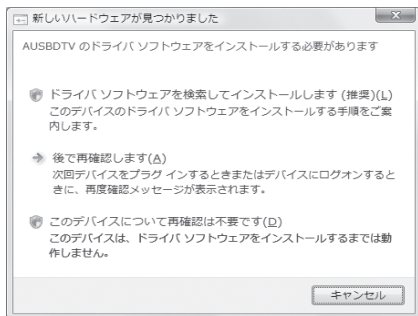 新しいハードウェアが見つかりました
AUSBDTV のドライバ ソフトウェアをインストールする必要があります
ドライバ ソフトウェアを検索してインストールします (推奨)(L)
このデバイスのドライバ ソフトウェアをインストールする手順をご案
内します。
後で再確認します(A)
次回デバイスをプラグ インするときまたはデバイスにログオンすると
きに、再度確認メッセージが表示されます。
このデバイスについて再確認は不要です(D)
このデバイスは、ドライバ ソフトウェアをインストールするまでは動
作しません。
キャンセル